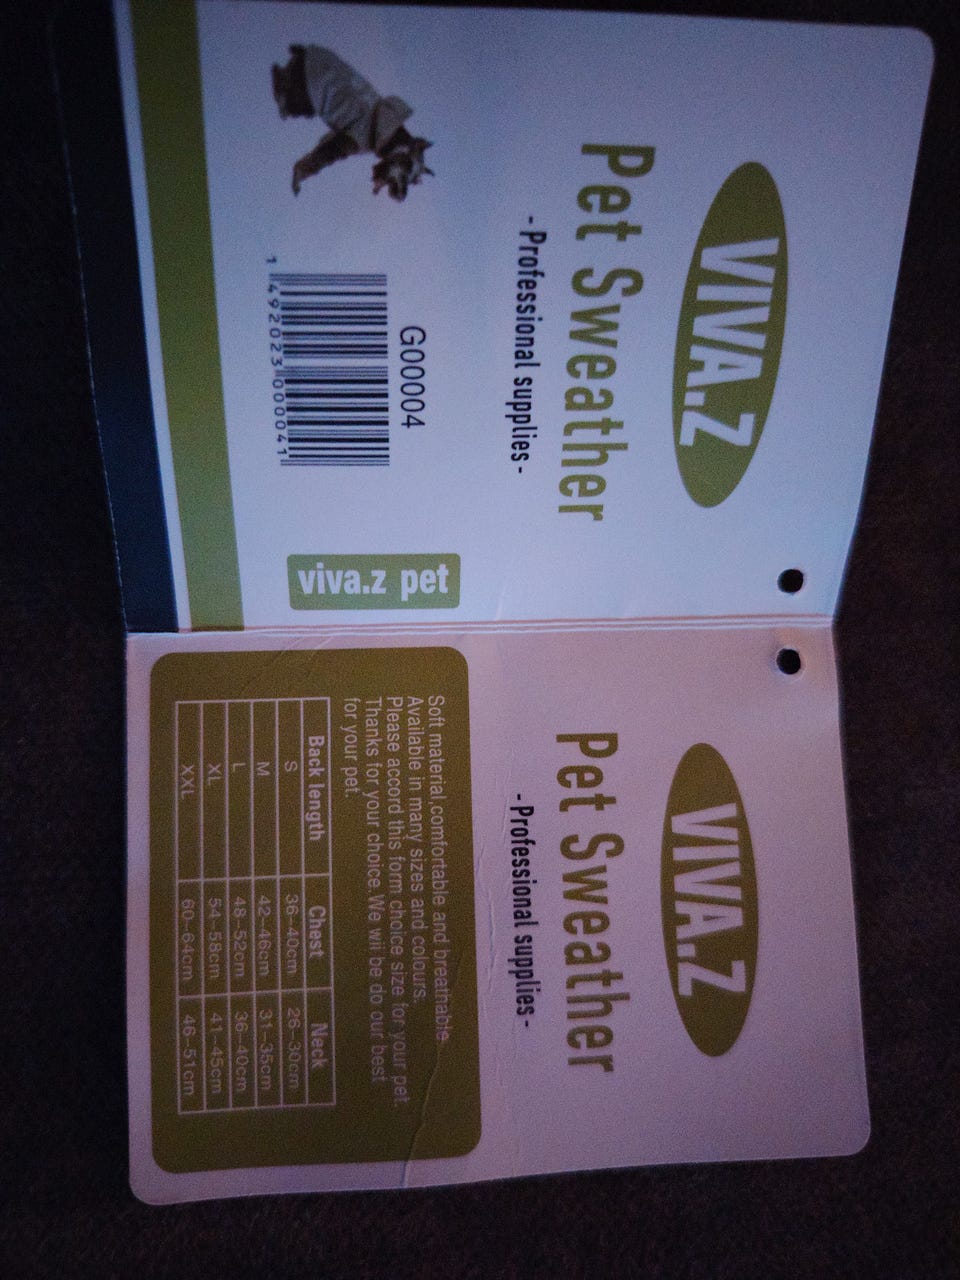 VIVA.Z
Pet Sweather
- Professional supplies -
G00004
1 492023 000041
viva.z pet
VIVA.Z
Pet Sweather
- Professional supplies -
Soft material,comfortable and breathable
Available in many sizes and colours.
Please accord this form choice size for your pet.
Thanks for your choice.We wii be do our best
for your pet.
Back length Chest Neck
S 36--40cm 26--30cm
M 42--46cm 31--35cm
L 48--52cm 36--40cm
XL 54--58cm 41--45cm
XXL 60--64cm 46--51cm